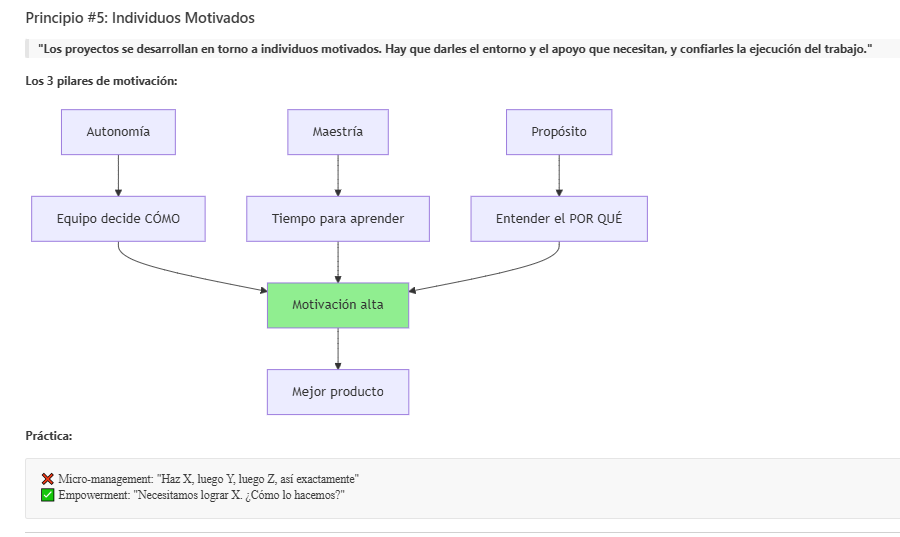 Principio #5: Individuos Motivados
"Los proyectos se desarrollan en torno a individuos motivados. Hay que darles el entorno y el apoyo que necesitan, y confiarles la ejecución del trabajo."
Los 3 pilares de motivación:
Autonomía
Maestría
Propósito
Equipo decide CÓMO
Tiempo para aprender
Entender el POR QUÉ
Motivación alta
Mejor producto
Práctica:
❌ Micro-management: "Haz X, luego Y, luego Z, así exactamente"
✅ Empowerment: "Necesitamos lograr X. ¿Cómo lo hacemos?"